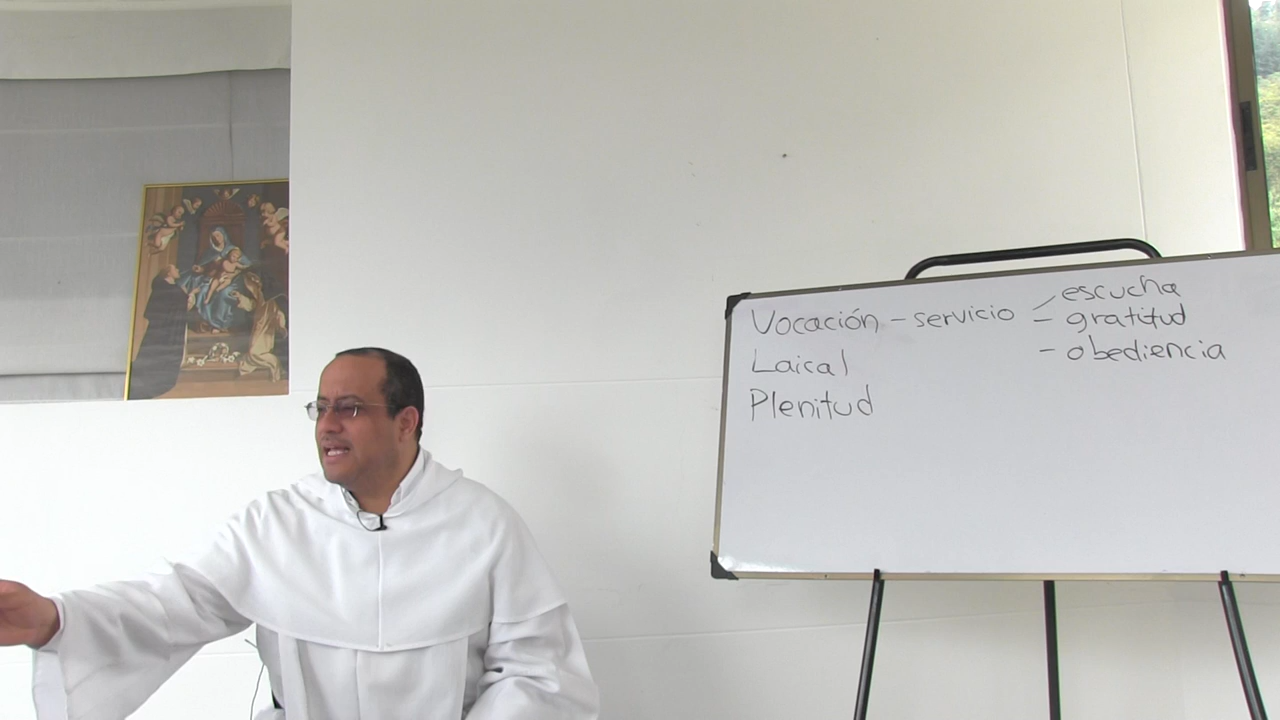 Vocación - servicio - escucha
- gratitud
- obediencia
Laical
Plenitud